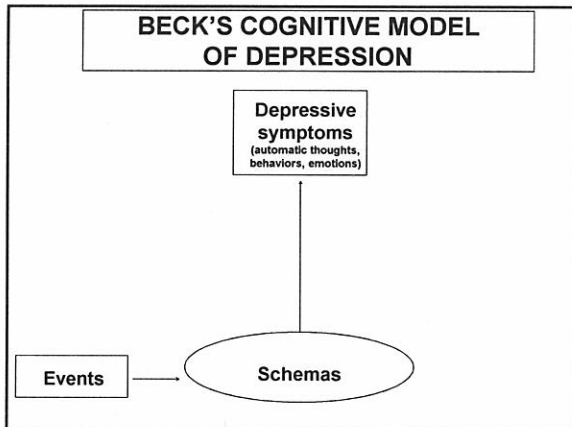 BECK'S COGNITIVE MODEL
OF DEPRESSION
Depressive
symptoms
(automatic thoughts,
behaviors, emotions)
Events
Schemas